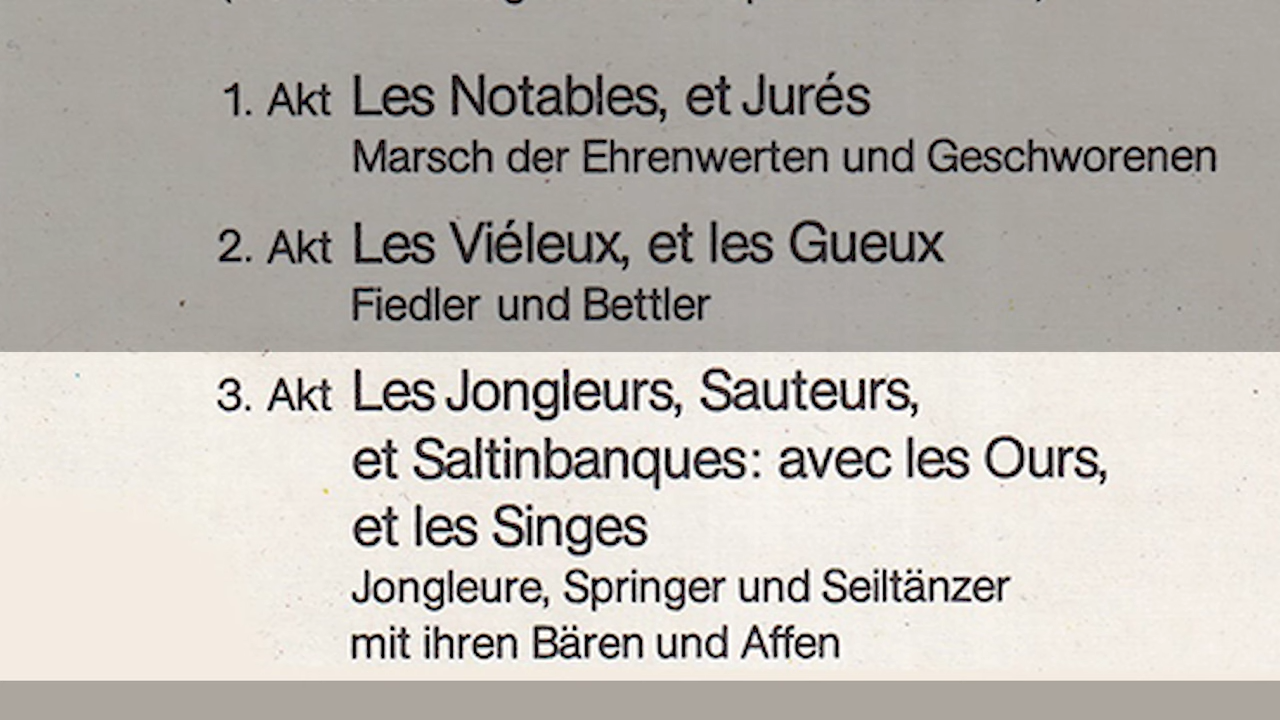 1. Akt Les Notables, et Jurés
Marsch der Ehrenwerten und Geschworenen
2. Akt Les Viéleux, et les Gueux
Fiedler und Bettler
3. Akt Les Jongleurs, Sauteurs,
et Saltinbanques: avec les Ours,
et les Singes
Jongleure, Springer und Seiltänzer
mit ihren Bären und Affen